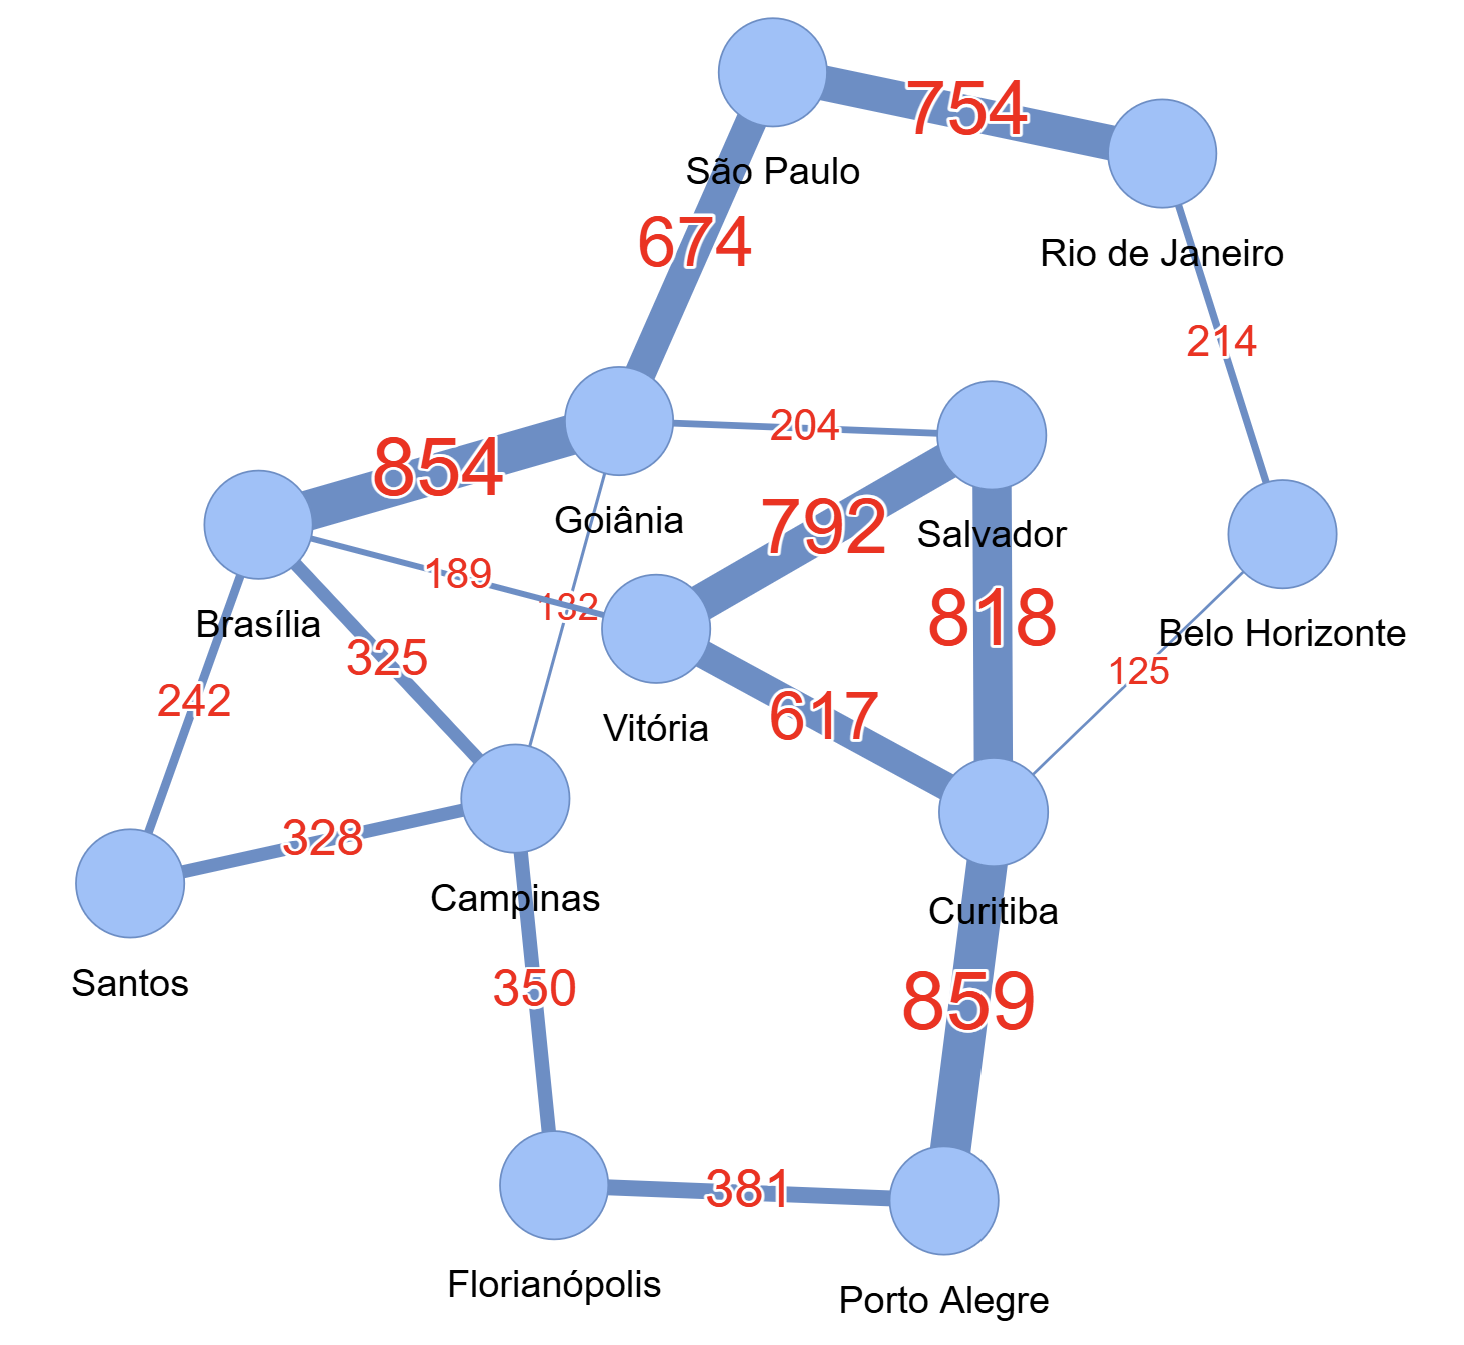 754
São Paulo
674
Rio de Janeiro
214
204
854
Goiânia
792
Salvador
189
132
Brasília
818
Belo Horizonte
325
125
242
617
Vitória
328
Campinas
Curitiba
Santos
350
859
381
Florianópolis
Porto Alegre